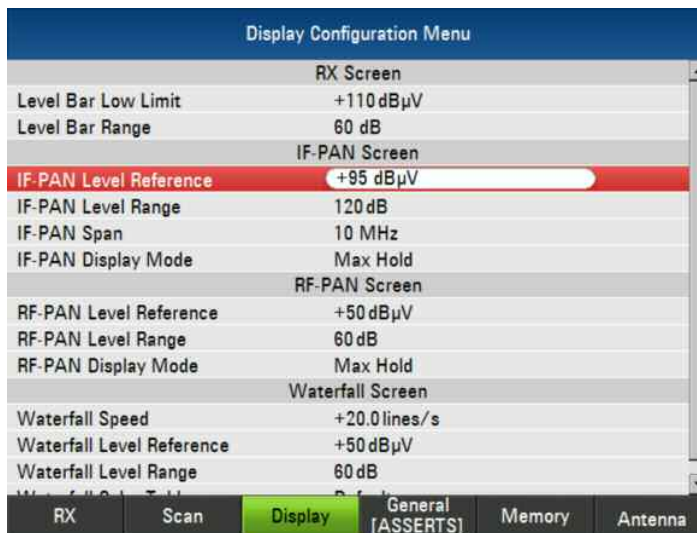 Display Configuration Menu
RX Screen
Level Bar Low Limit +110 dBµV
Level Bar Range 60 dB
IF-PAN Screen
IF-PAN Level Reference +95 dBµV
IF-PAN Level Range 120 dB
IF-PAN Span 10 MHz
IF-PAN Display Mode Max Hold
RF-PAN Screen
RF-PAN Level Reference +50 dBµV
RF-PAN Level Range 60 dB
RF-PAN Display Mode Max Hold
Waterfall Screen
Waterfall Speed +20.0 lines/s
Waterfall Level Reference +50 dBµV
Waterfall Level Range 60 dB
RX Scan Display General [ASSERTS] Memory Antenna